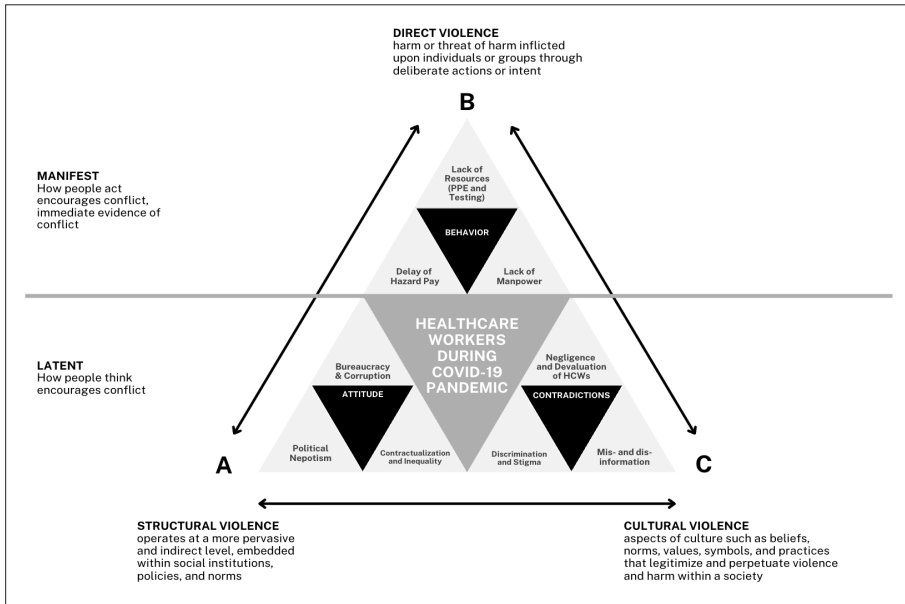 DIRECT VIOLENCE
harm or threat of harm inflicted
upon individuals or groups through
deliberate actions or intent
B
MANIFEST
How people act
encourages conflict,
immediate evidence of
conflict
Lack of
Resources
(PPE and
Testing)
BEHAVIOR
Delay of
Hazard Pay
Lack of
Manpower
LATENT
How people think
encourages conflict
HEALTHCARE
WORKERS
DURING
COVID-19
PANDEMIC
Bureaucracy
& Corruption
ATTITUDE
Political
Nepotism
Contractualization
and Inequality
Negligence
and Devaluation
of HCWs
CONTRADICTIONS
Discrimination
and Stigma
Mis- and dis-
information
A
C
STRUCTURAL VIOLENCE
operates at a more pervasive
and indirect level, embedded
within social institutions,
policies, and norms
CULTURAL VIOLENCE
aspects of culture such as beliefs,
norms, values, symbols, and practices
that legitimize and perpetuate violence
and harm within a society